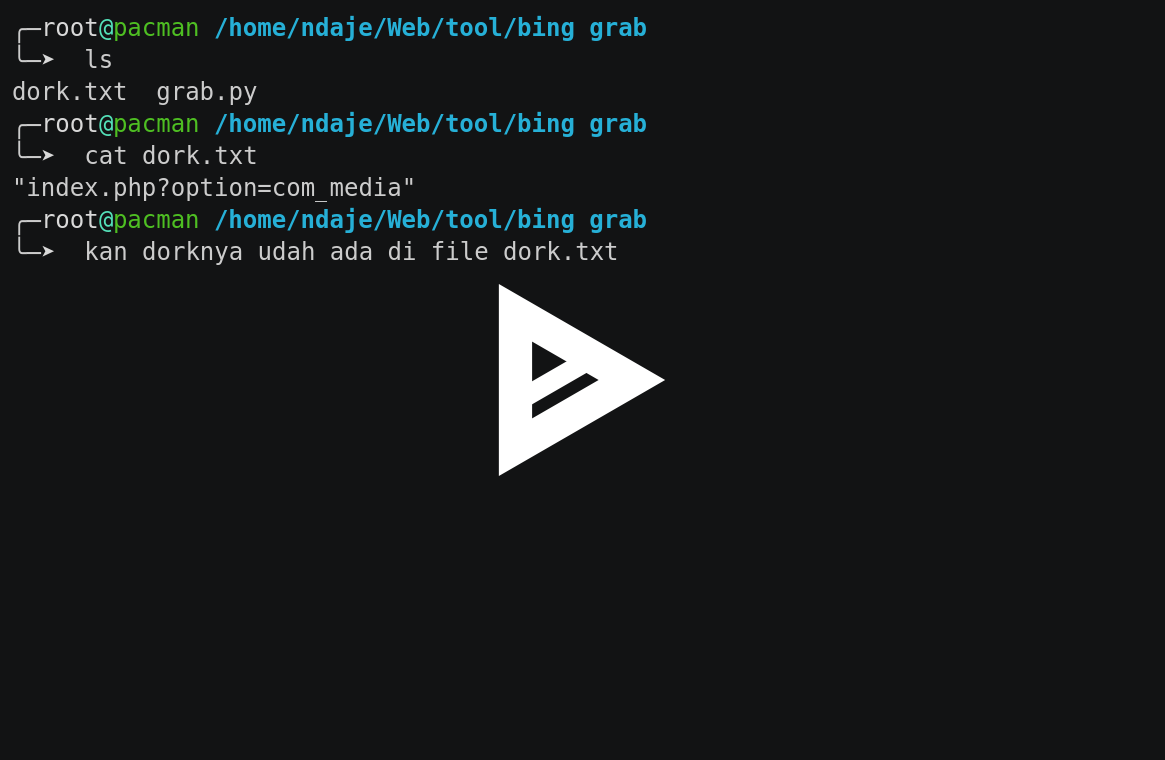 ╭─root@pacman /home/ndaje/Web/tool/bing grab
╰─➤  ls
dork.txt  grab.py
╭─root@pacman /home/ndaje/Web/tool/bing grab
╰─➤  cat dork.txt
"index.php?option=com_media"
╭─root@pacman /home/ndaje/Web/tool/bing grab
╰─➤  kan dorknya udah ada di file dork.txt